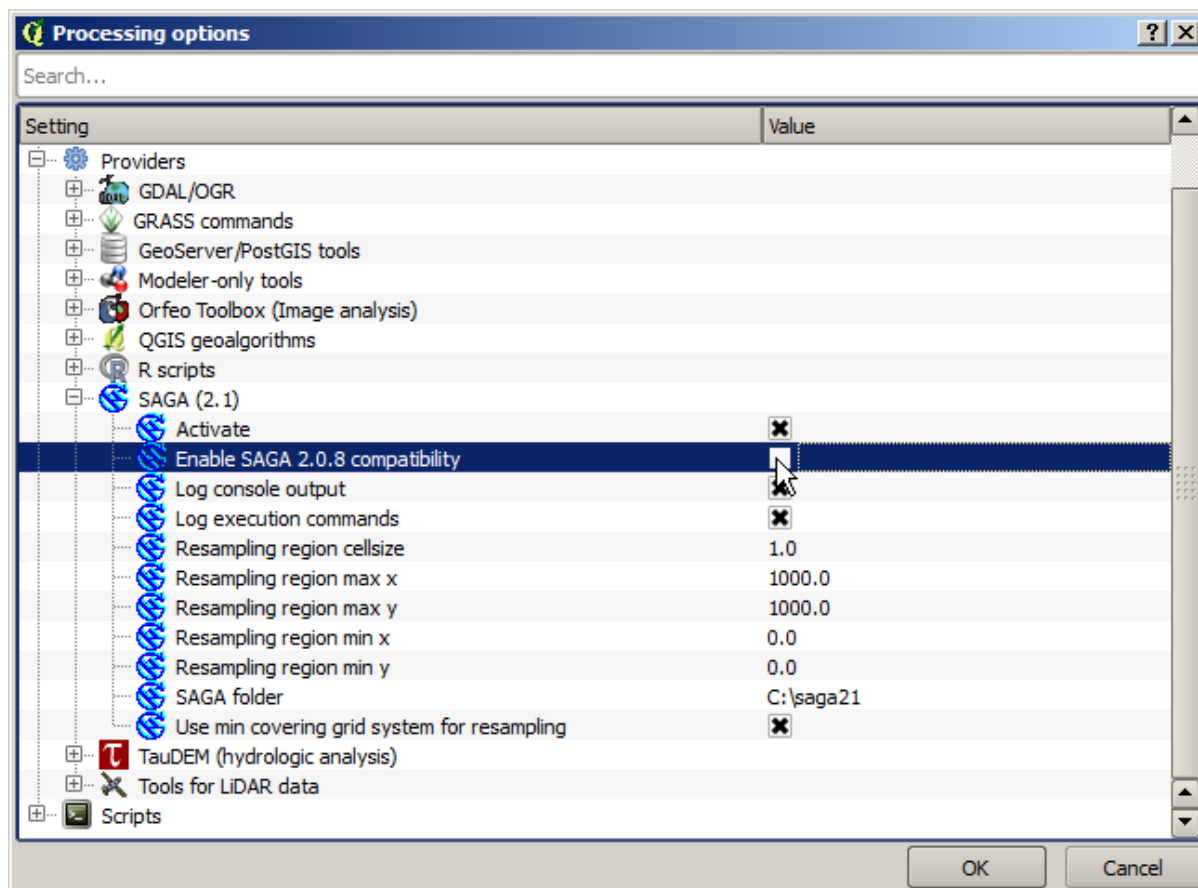 Processing options
Search...
Setting Value
Providers
GDAL/OGR
GRASS commands
GeoServer/PostGIS tools
Modeler-only tools
Orfeo Toolbox (Image analysis)
QGIS geoalgorithms
R scripts
SAGA (2.1)
Activate
Enable SAGA 2.0.8 compatibility
Log console output
Log execution commands
Resampling region cellsize 1.0
Resampling region max x 1000.0
Resampling region max y 1000.0
Resampling region min x 0.0
Resampling region min y 0.0
SAGA folder C:\saga21
Use min covering grid system for resampling
TauDEM (hydrologic analysis)
Tools for LiDAR data
Scripts
OK Cancel